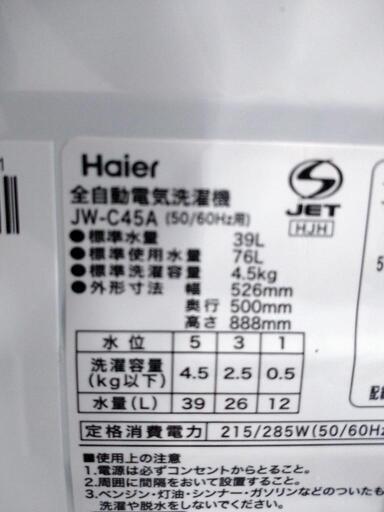 Haier
全自動電気洗濯機
JW-C45A (50/60Hz用)
S
JET
HJH
●標準水量 39L
●標準使用水量 76L
●標準洗濯容量 4.5kg
●外形寸法 幅 526mm
奥行 500mm
高さ 888mm
水位 5 3 1
洗濯容量(kg以下) 4.5 2.5 0.5
水量(L) 39 26 12
定格消費電力 215/285W(50/60Hz
■使用上の注意
1.電源は必ずコンセントからとること。
2.周囲に間隔をおいて設置すること。
3.ベンジン・灯油・シンナー・ガソリンなどのついたも
洗濯や脱水をしないでください。